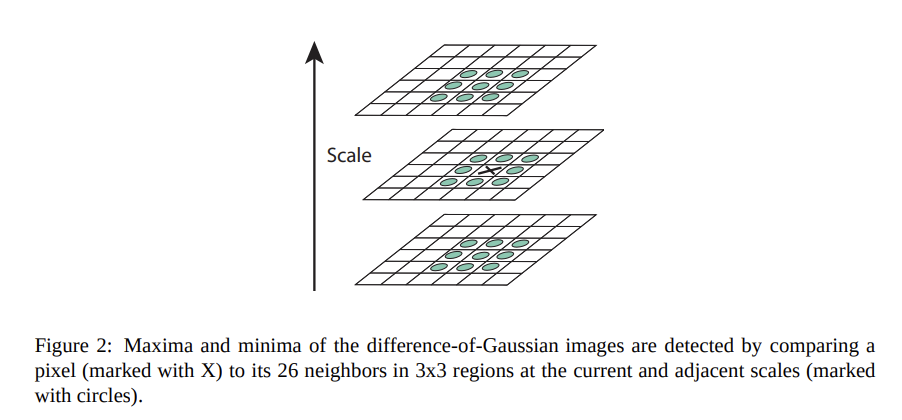 Scale
Figure 2: Maxima and minima of the difference-of-Gaussian images are detected by comparing a
pixel (marked with X) to its 26 neighbors in 3x3 regions at the current and adjacent scales (marked
with circles).